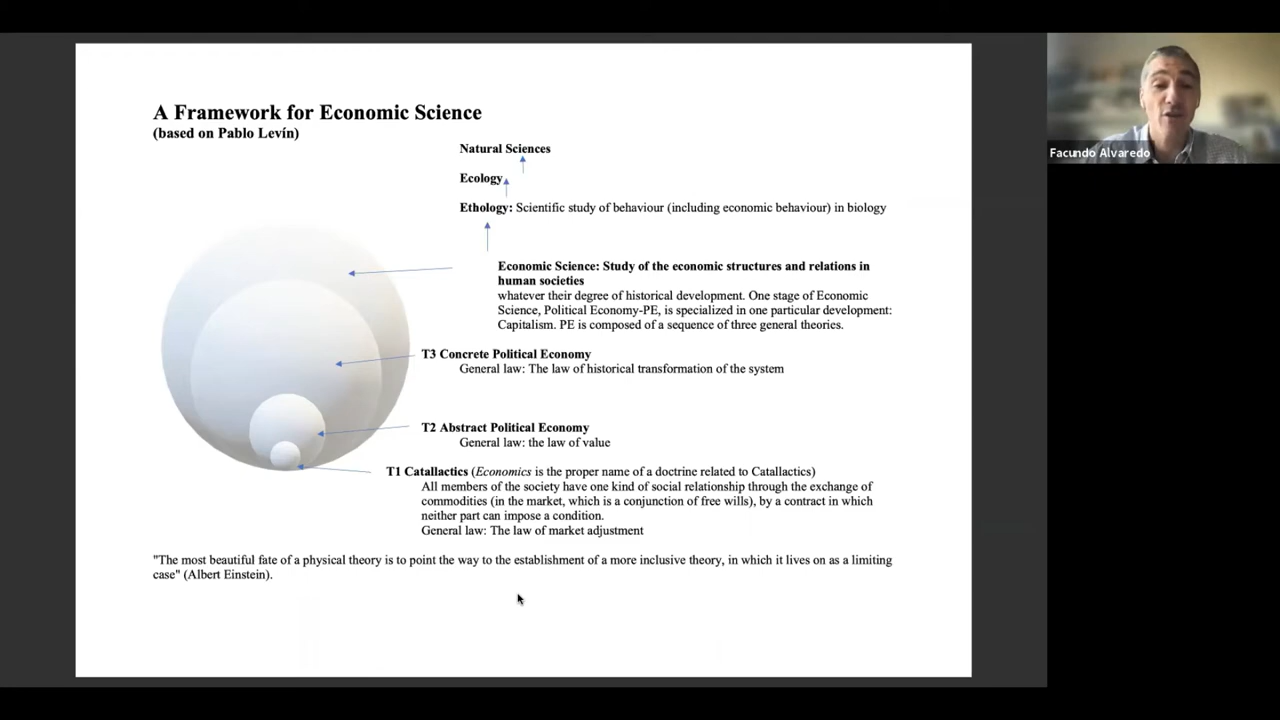 A Framework for Economic Science
(based on Pablo Levín)
Natural Sciences
Ecology
Ethology: Scientific study of behaviour (including economic behaviour) in biology
Economic Science: Study of the economic structures and relations in
human societies
whatever their degree of historical development. One stage of Economic
Science, Political Economy-PE, is specialized in one particular development:
Capitalism. PE is composed of a sequence of three general theories.
T3 Concrete Political Economy
General law: The law of historical transformation of the system
T2 Abstract Political Economy
General law: the law of value
T1 Catallactics (Economics is the proper name of a doctrine related to Catallactics)
All members of the society have one kind of social relationship through the exchange of
commodities (in the market, which is a conjunction of free wills), by a contract in which
neither part can impose a condition.
General law: The law of market adjustment
"The most beautiful fate of a physical theory is to point the way to the establishment of a more inclusive theory, in which it lives on as a limiting
case" (Albert Einstein).
Facundo Alvaredo